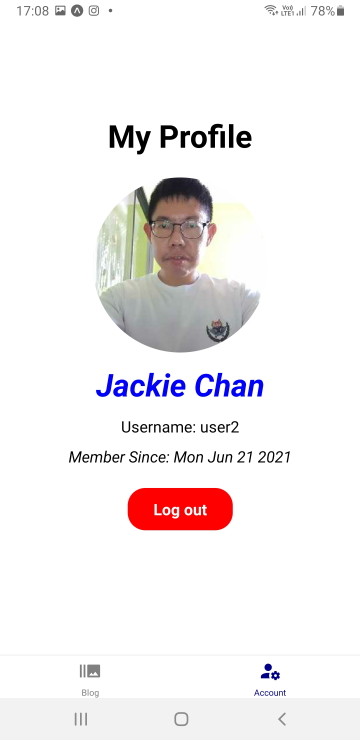 17:08 VoI) LTE1 78%
My Profile
Jackie Chan
Username: user2
Member Since: Mon Jun 21 2021
Log out
Blog
Account